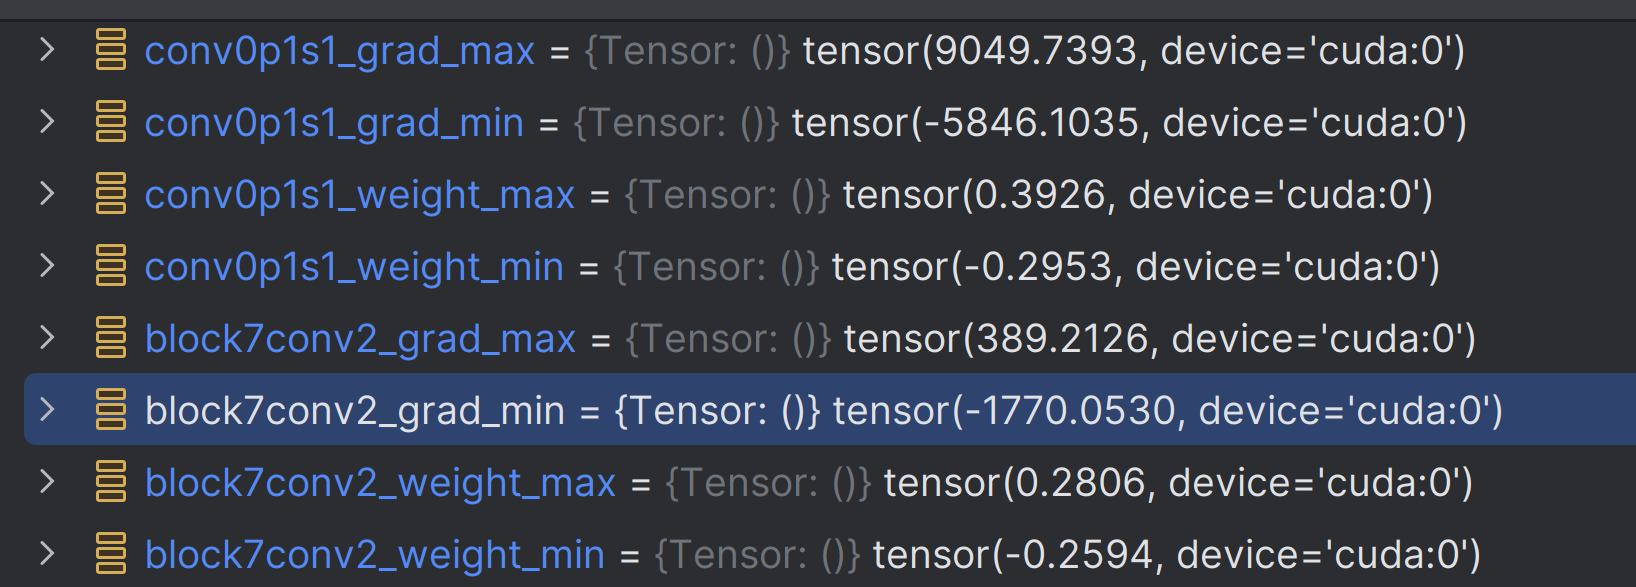 conv0p1s1_grad_max = {Tensor: ()} tensor(9049.7393, device='cuda:0')
conv0p1s1_grad_min = {Tensor: ()} tensor(-5846.1035, device='cuda:0')
conv0p1s1_weight_max = {Tensor: ()} tensor(0.3926, device='cuda:0')
conv0p1s1_weight_min = {Tensor: ()} tensor(-0.2953, device='cuda:0')
block7conv2_grad_max = {Tensor: ()} tensor(389.2126, device='cuda:0')
block7conv2_grad_min = {Tensor: ()} tensor(-1770.0530, device='cuda:0')
block7conv2_weight_max = {Tensor: ()} tensor(0.2806, device='cuda:0')
block7conv2_weight_min = {Tensor: ()} tensor(-0.2594, device='cuda:0')